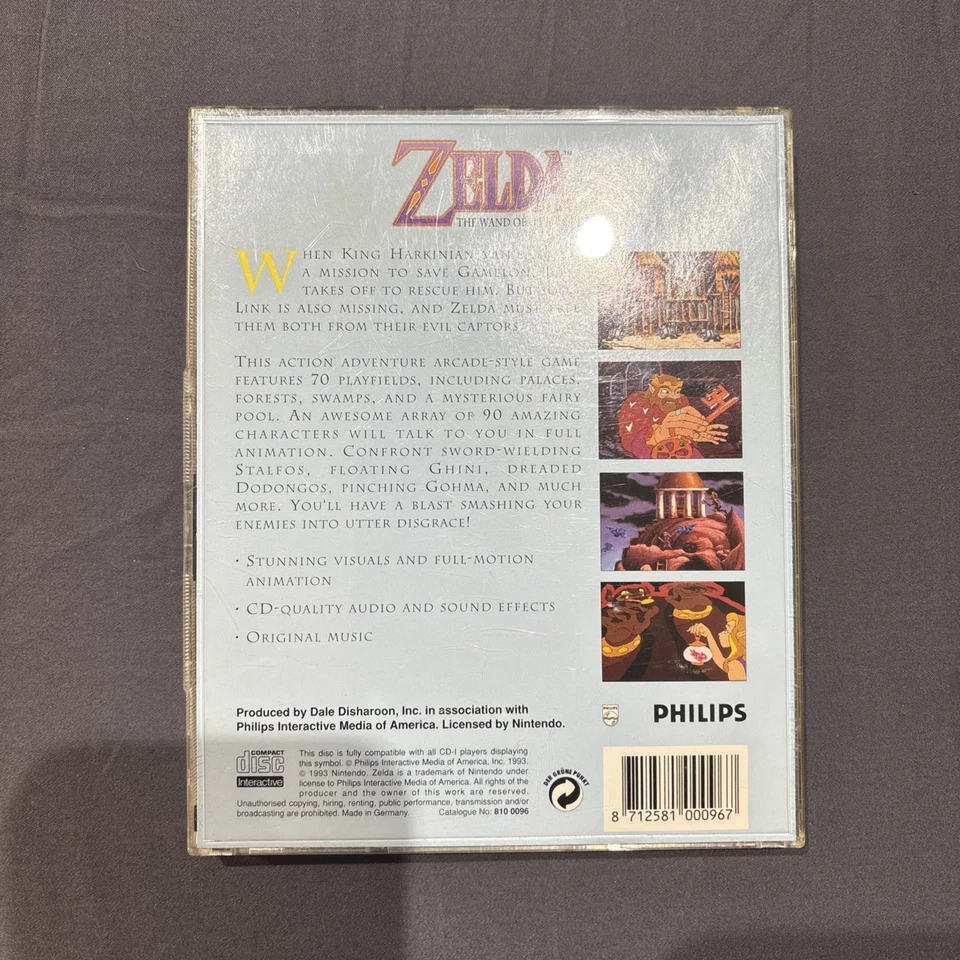 ZELDA™
THE WAND OF
WHEN KING HARKINIAN
A MISSION TO SAVE GAMELON,
TAKES OFF TO RESCUE HIM. BUT
LINK IS ALSO MISSING, AND ZELDA MUST FREE
THEM BOTH FROM THEIR EVIL CAPTORS.
THIS ACTION ADVENTURE ARCADE-STYLE GAME
FEATURES 70 PLAYFIELDS, INCLUDING PALACES,
FORESTS, SWAMPS, AND A MYSTERIOUS FAIRY
POOL. AN AWESOME ARRAY OF 90 AMAZING
CHARACTERS WILL TALK TO YOU IN FULL
ANIMATION. CONFRONT SWORD-WIELDING
STALFOS, FLOATING GHINI, DREADED
DODONGOS, PINCHING GOHMA, AND MUCH
MORE. YOU'LL HAVE A BLAST SMASHING YOUR
ENEMIES INTO UTTER DISGRACE!
· STUNNING VISUALS AND FULL-MOTION
ANIMATION
· CD-QUALITY AUDIO AND SOUND EFFECTS
· ORIGINAL MUSIC
Produced by Dale Disharoon, Inc. in association with
Philips Interactive Media of America. Licensed by Nintendo.
PHILIPS
COMPACT
disc
Interactive
This disc is fully compatible with all CD-I players displaying
this symbol. © Philips Interactive Media of America, Inc. 1993.
© 1993 Nintendo. Zelda is a trademark of Nintendo under
license to Philips Interactive Media of America. All rights of the
producer and the owner of this work are reserved.
Unauthorised copying, hiring, renting, public performance, transmission and/or
broadcasting are prohibited. Made in Germany. Catalogue No: 810 0096
DER GRÜNE PUNKT
8 712581 000967